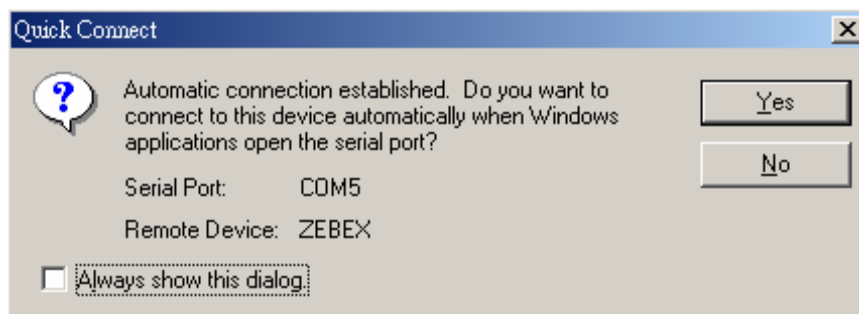 Quick Connect
Automatic connection established. Do you want to
connect to this device automatically when Windows
applications open the serial port?
Yes
No
Serial Port: COM5
Remote Device: ZEBEX
Always show this dialog.